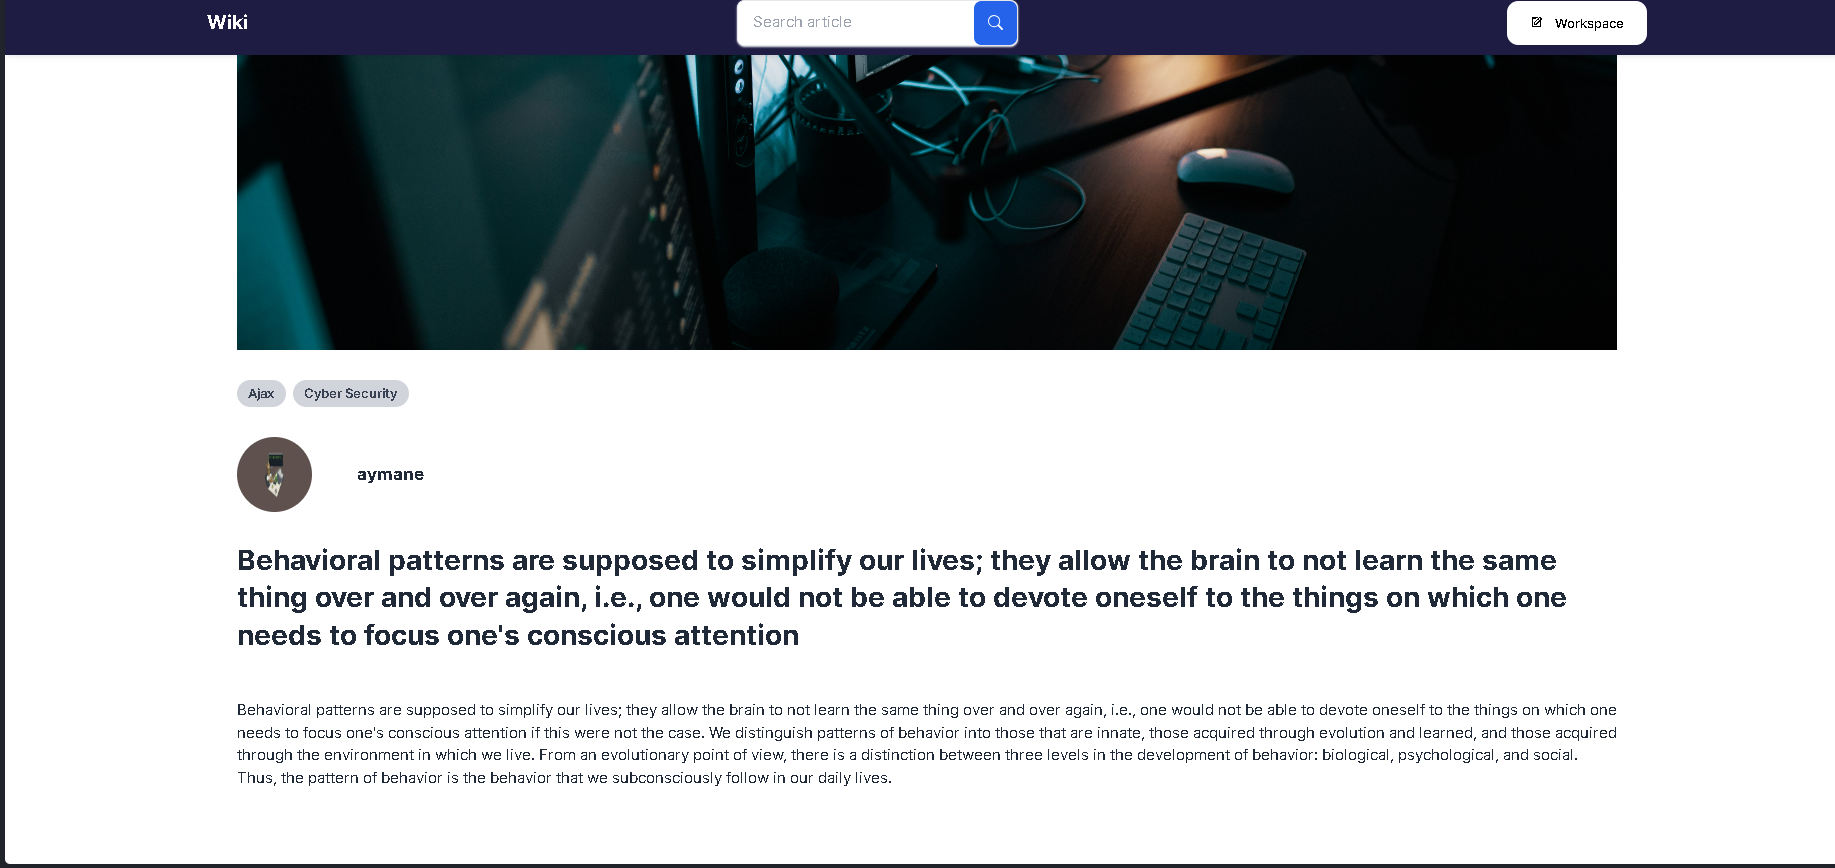 Wiki
Search article
Workspace
Ajax
Cyber Security
aymane
Behavioral patterns are supposed to simplify our lives; they allow the brain to not learn the same
thing over and over again, i.e., one would not be able to devote oneself to the things on which one
needs to focus one's conscious attention
Behavioral patterns are supposed to simplify our lives; they allow the brain to not learn the same thing over and over again, i.e., one would not be able to devote oneself to the things on which one
needs to focus one's conscious attention if this were not the case. We distinguish patterns of behavior into those that are innate, those acquired through evolution and learned, and those acquired
through the environment in which we live. From an evolutionary point of view, there is a distinction between three levels in the development of behavior: biological, psychological, and social.
Thus, the pattern of behavior is the behavior that we subconsciously follow in our daily lives.